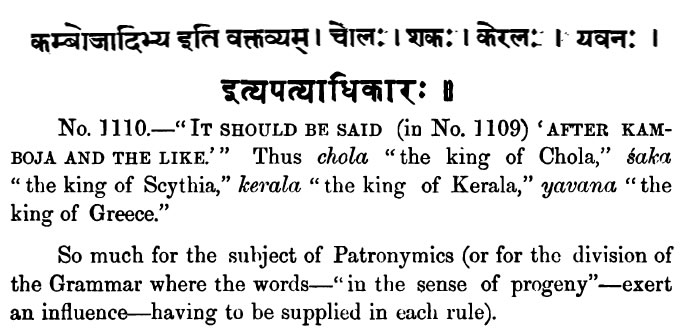 कम्बोजादिभ्य इति वक्तव्यम्। चोलः। शकः। केरलः। यवनः।
इत्यपत्याधिकारः॥
No. 1110.—“IT SHOULD BE SAID (in No. 1109) ‘AFTER KAM-
BOJA AND THE LIKE.’” Thus chola “the king of Chola,” śaka
“the king of Scythia,” kerala “the king of Kerala,” yavana “the
king of Greece.”
So much for the subject of Patronymics (or for the division of
the Grammar where the words—“in the sense of progeny”—exert
an influence—having to be supplied in each rule).